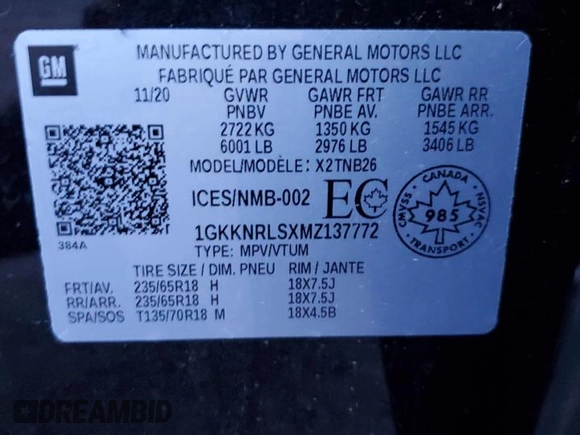 GM
MANUFACTURED BY GENERAL MOTORS LLC
FABRIQUÉ PAR GENERAL MOTORS LLC
11/20 GVWR GAWR FRT GAWR RR
PNBV PNBE AV. PNBE ARR.
2722 KG 1350 KG 1545 KG
6001 LB 2976 LB 3406 LB
MODEL/MODÈLE: X2TNB26
ICES/NMB-002 EC
1GKKNRLSXMZ137772
TYPE: MPV/VTUM
384A
CANADA
CMVSS 985 NSVAC
TRANSPORT
TIRE SIZE / DIM. PNEU RIM / JANTE
FRT/AV. 235/65R18 H 18X7.5J
RR/ARR. 235/65R18 H 18X7.5J
SPA/SOS T135/70R18 M 18X4.5B
DREAMBID